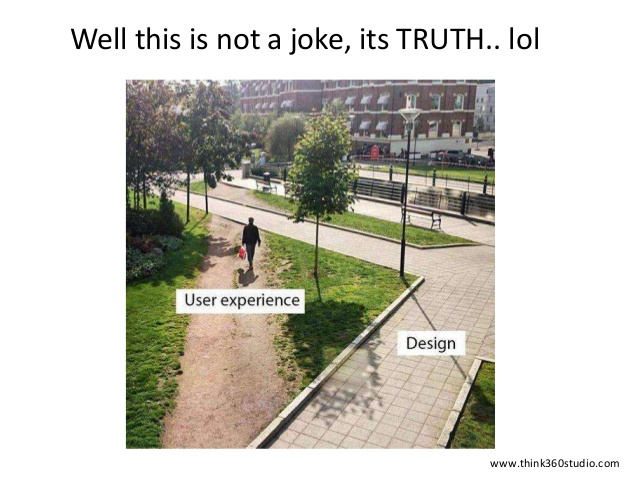 Well this is not a joke, its TRUTH.. lol
User experience
Design
www.think360studio.com